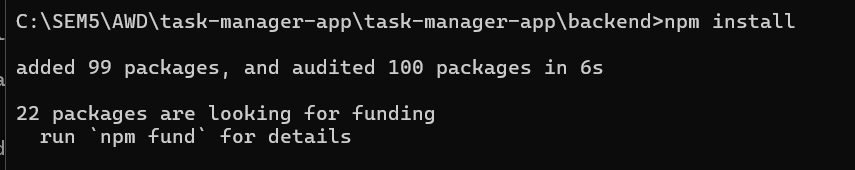 C:\SEM5\AWD\task-manager-app\task-manager-app\backend>npm install
added 99 packages, and audited 100 packages in 6s
22 packages are looking for funding
run `npm fund` for details